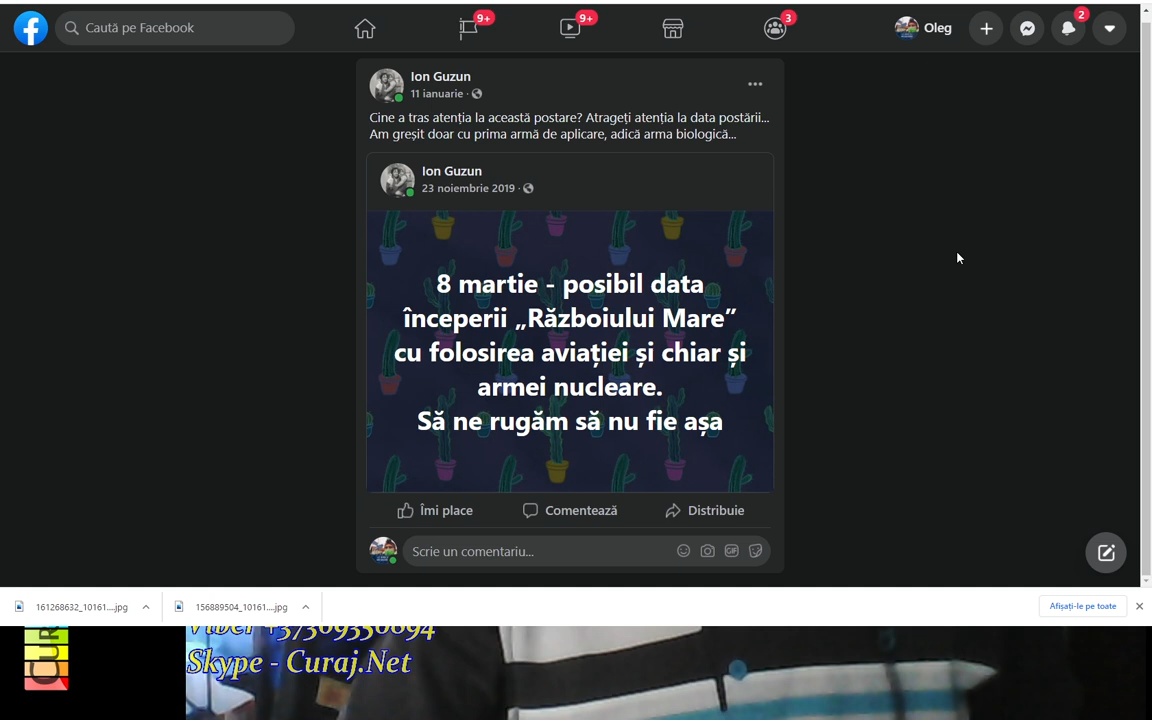 Caută pe Facebook
9+
9+
3
Oleg
2
Ion Guzun
11 ianuarie ·
Cine a tras atenția la această postare? Atrageți atenția la data postării...
Am greșit doar cu prima armă de aplicare, adică arma biologică...
Ion Guzun
23 noiembrie 2019 ·
8 martie - posibil data
începerii „Războiului Mare”
cu folosirea aviației și chiar și
armei nucleare.
Să ne rugăm să nu fie așa
Îmi place
Comentează
Distribuie
Scrie un comentariu...
GIF
161268632_10161....jpg
156889504_10161....jpg
Afișați-le pe toate
CUR
Viber +37369350894
Skype - Curaj.Net